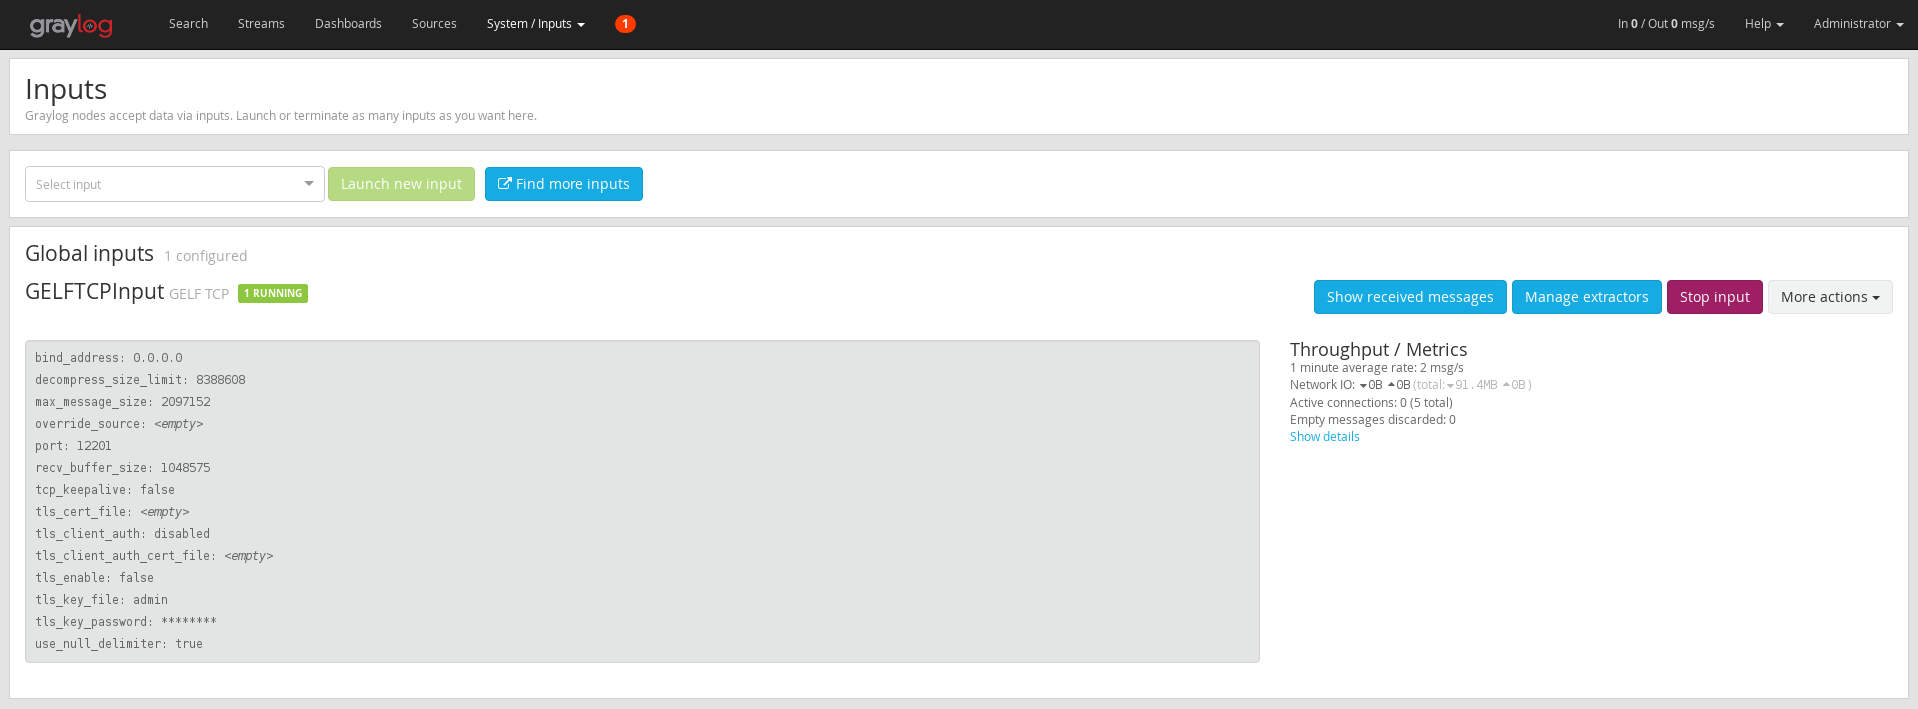 graylog Search Streams Dashboards Sources System / Inputs 1 In 0 / Out 0 msg/s Help Administrator
Inputs
Graylog nodes accept data via inputs. Launch or terminate as many inputs as you want here.
Select input Launch new input Find more inputs
Global inputs 1 configured
GELFTCPInput GELF TCP 1 RUNNING Show received messages Manage extractors Stop input More actions
bind_address: 0.0.0.0
decompress_size_limit: 8388608
max_message_size: 2097152
override_source: <empty>
port: 12201
recv_buffer_size: 1048575
tcp_keepalive: false
tls_cert_file: <empty>
tls_client_auth: disabled
tls_client_auth_cert_file: <empty>
tls_enable: false
tls_key_file: admin
tls_key_password: ********
use_null_delimiter: true
Throughput / Metrics
1 minute average rate: 2 msg/s
Network IO: 0B 0B (total: 91.4MB 0B )
Active connections: 0 (5 total)
Empty messages discarded: 0
Show details